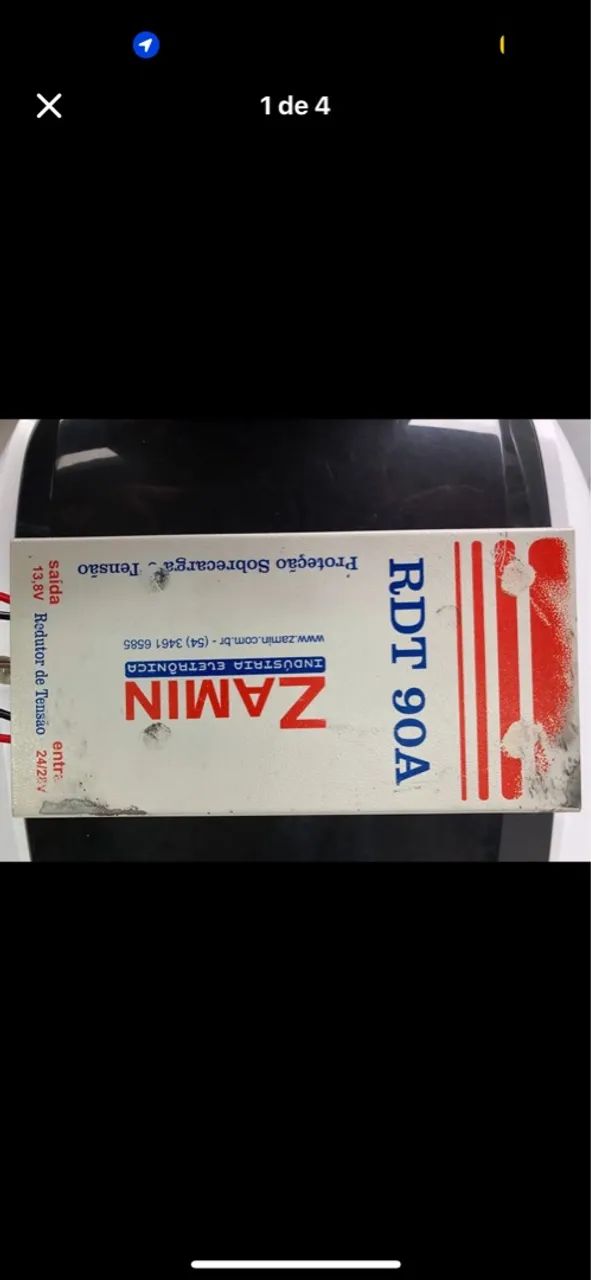 1 de 4
RDT 90A
ZAMIN
INDÚSTRIA ELETRÔNICA
www.zamin.com.br - (54) 3461 6585
Proteção Sobrecarga Tensão
saída
13,8V
Redutor de Tensão
24/28V